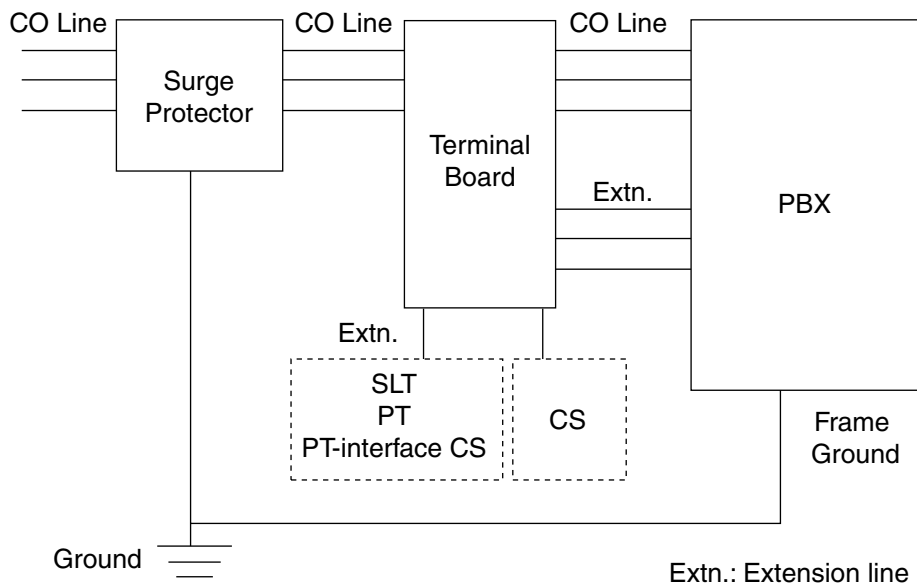 CO Line
CO Line
CO Line
Surge
Protector
Terminal
Board
Extn.
PBX
Extn.
SLT
PT
PT-interface CS
CS
Frame
Ground
Ground
Extn.: Extension line